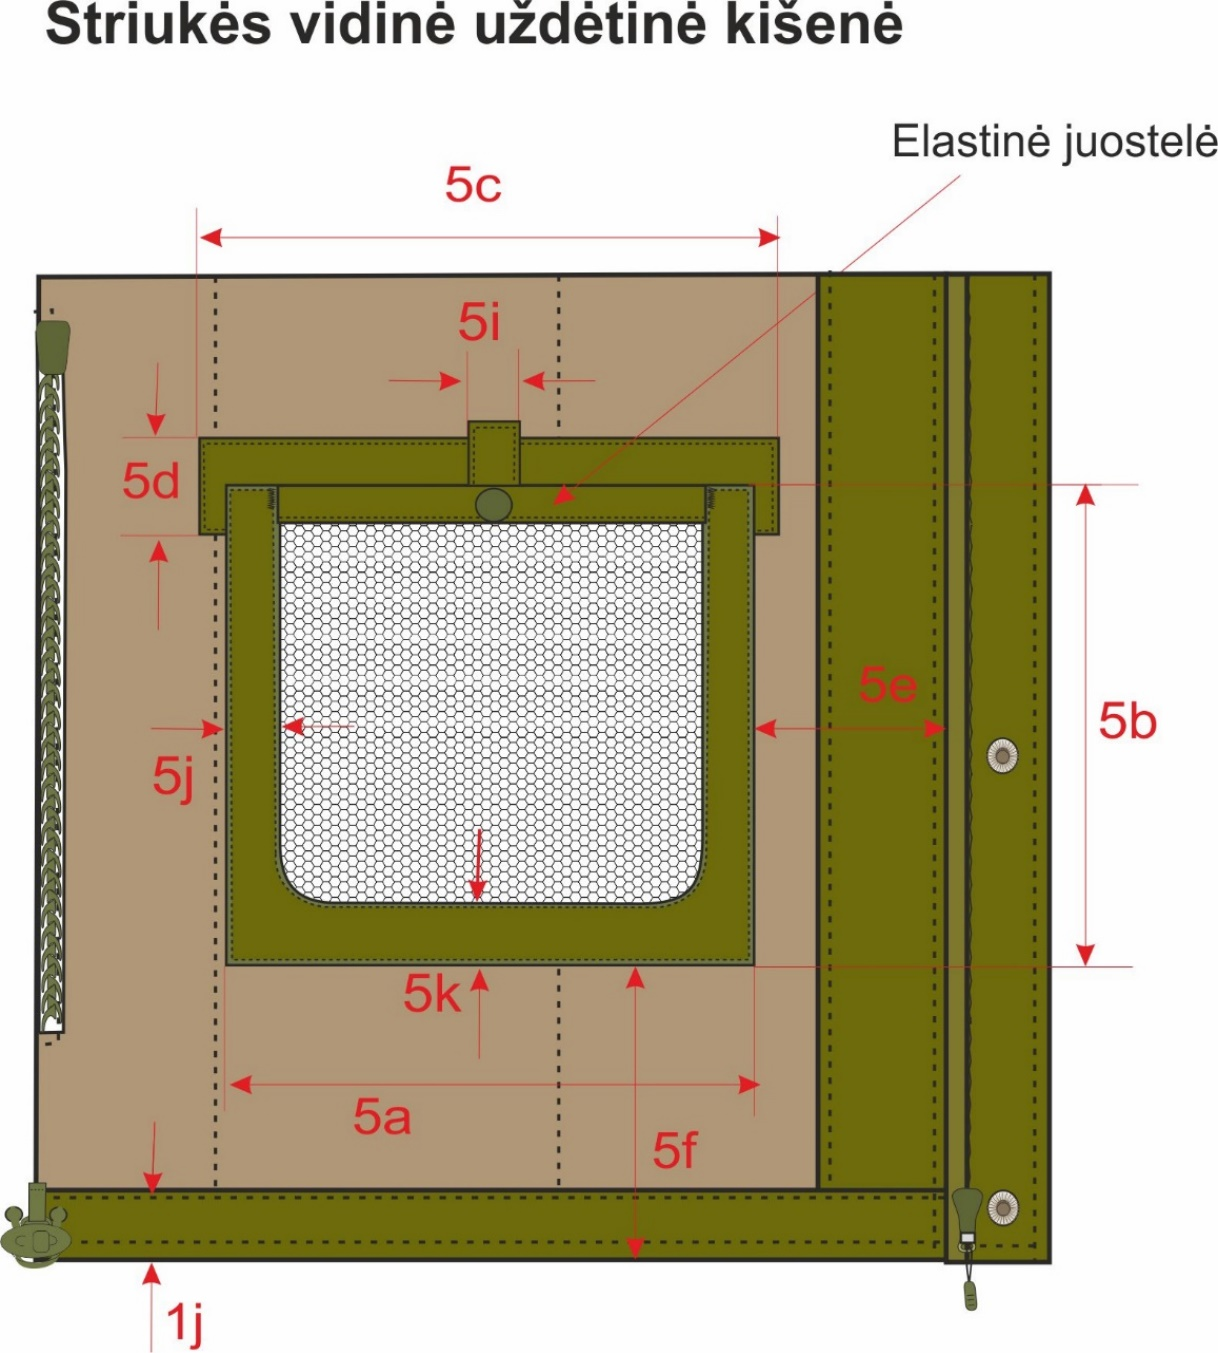 Striukės vidinė uždėtinė kišenė
Elastinė juostelė
5c
5i
5d
5e
5b
5j
5k
5a
5f
1j